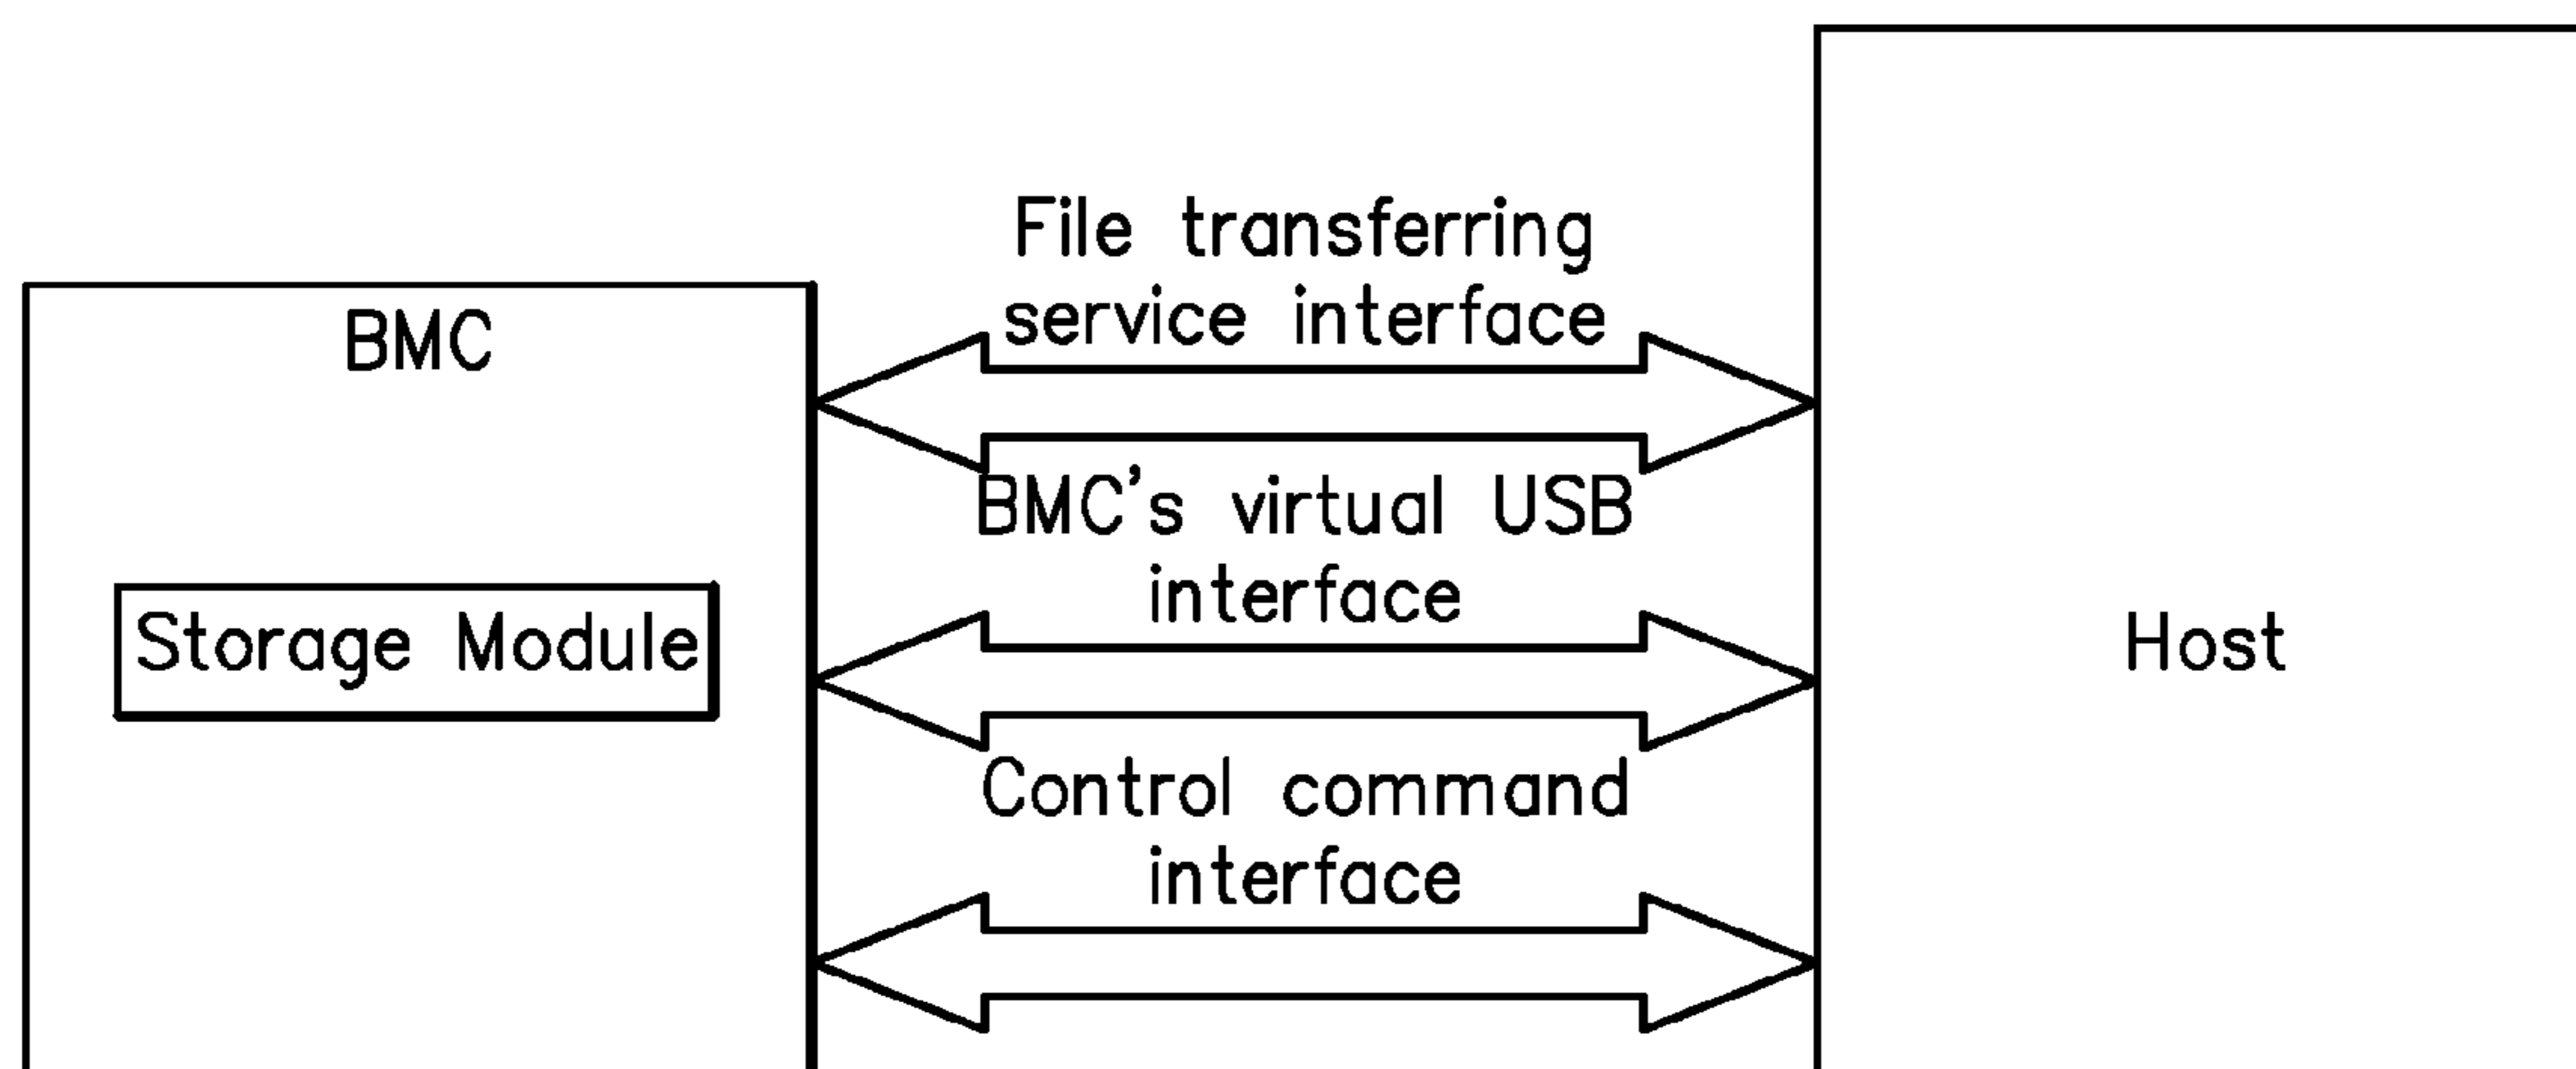 File transferring
service interface
BMC
BMC's virtual USB
interface
Storage Module
Host
Control command
interface